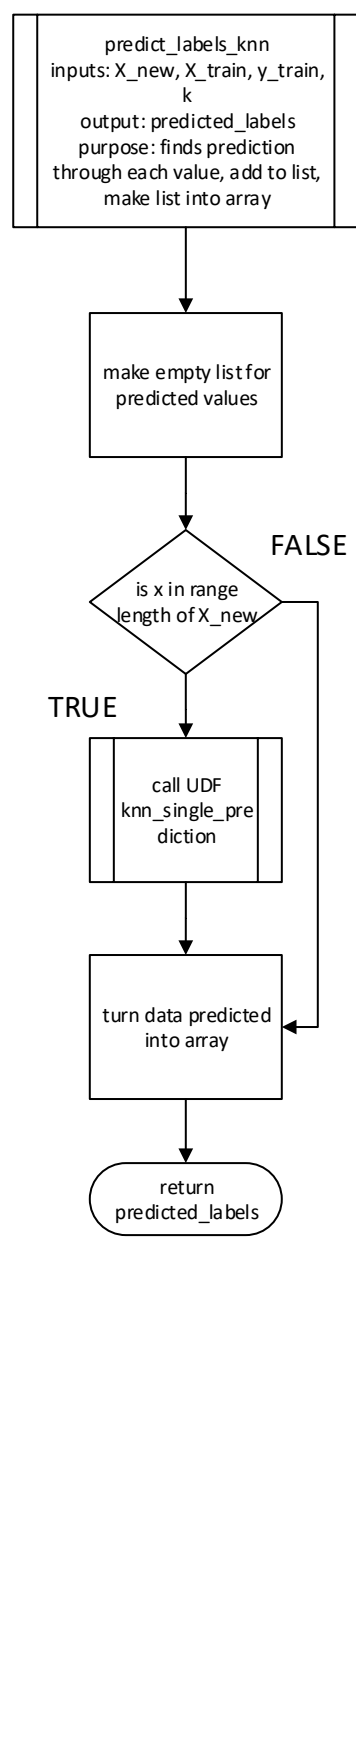 predict_labels_knn
inputs: X_new, X_train, y_train,
k
output: predicted_labels
purpose: finds prediction
through each value, add to list,
make list into array
make empty list for
predicted values
FALSE
is x in range
length of X_new
TRUE
call UDF
knn_single_pre
diction
turn data predicted
into array
return
predicted_labels